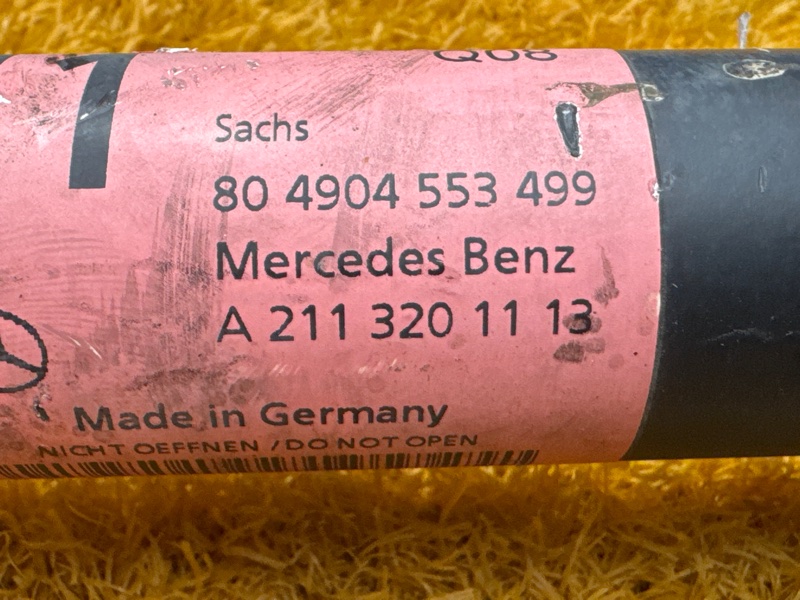 Q08
1
Sachs
80 4904 553 499
Mercedes Benz
A 211 320 11 13
Made in Germany
NICHT OEFFNEN / DO NOT OPEN